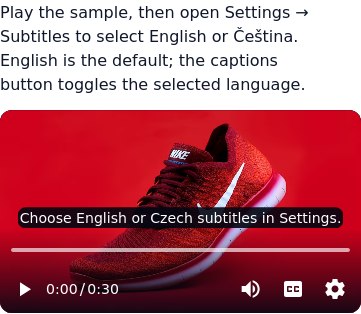 Play the sample, then open Settings →
Subtitles to select English or Čeština.
English is the default; the captions
button toggles the selected language.
NIKE
Choose English or Czech subtitles in Settings.
0:00/0:30
CC